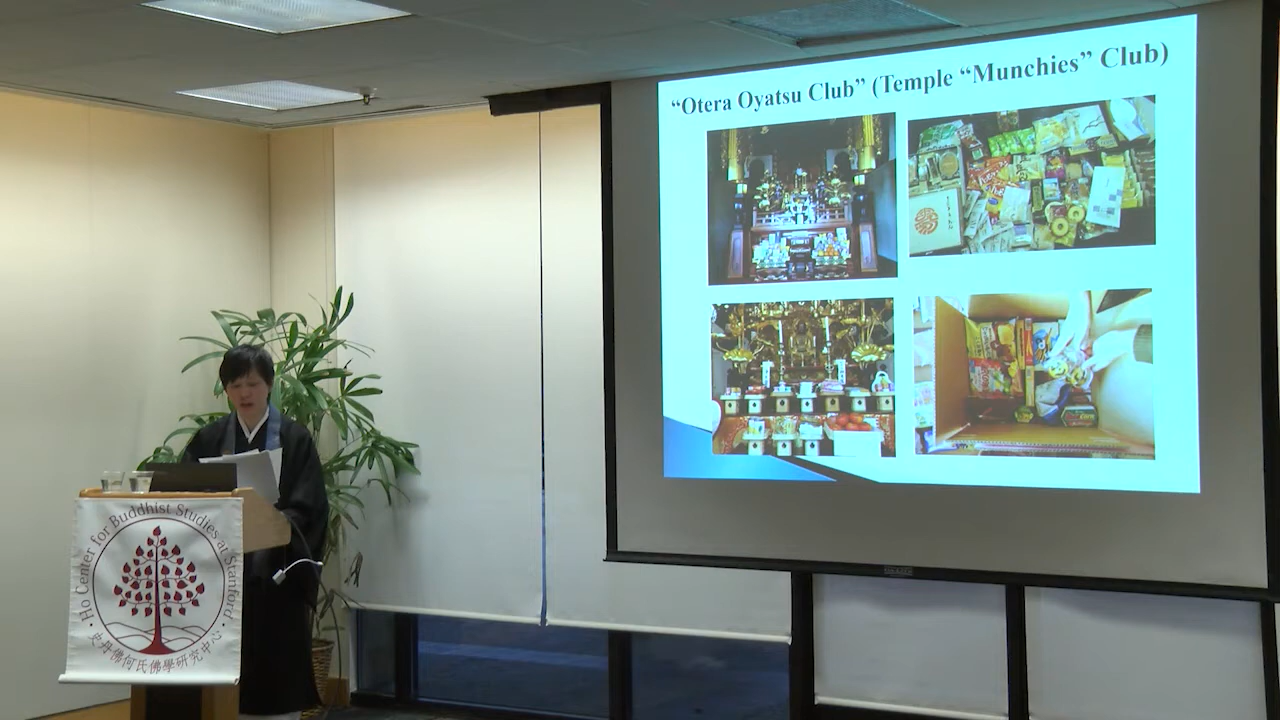 “Otera Oyatsu Club” (Temple “Munchies” Club)
Ho Center for Buddhist Studies at Stanford
史丹佛何氏佛學研究中心